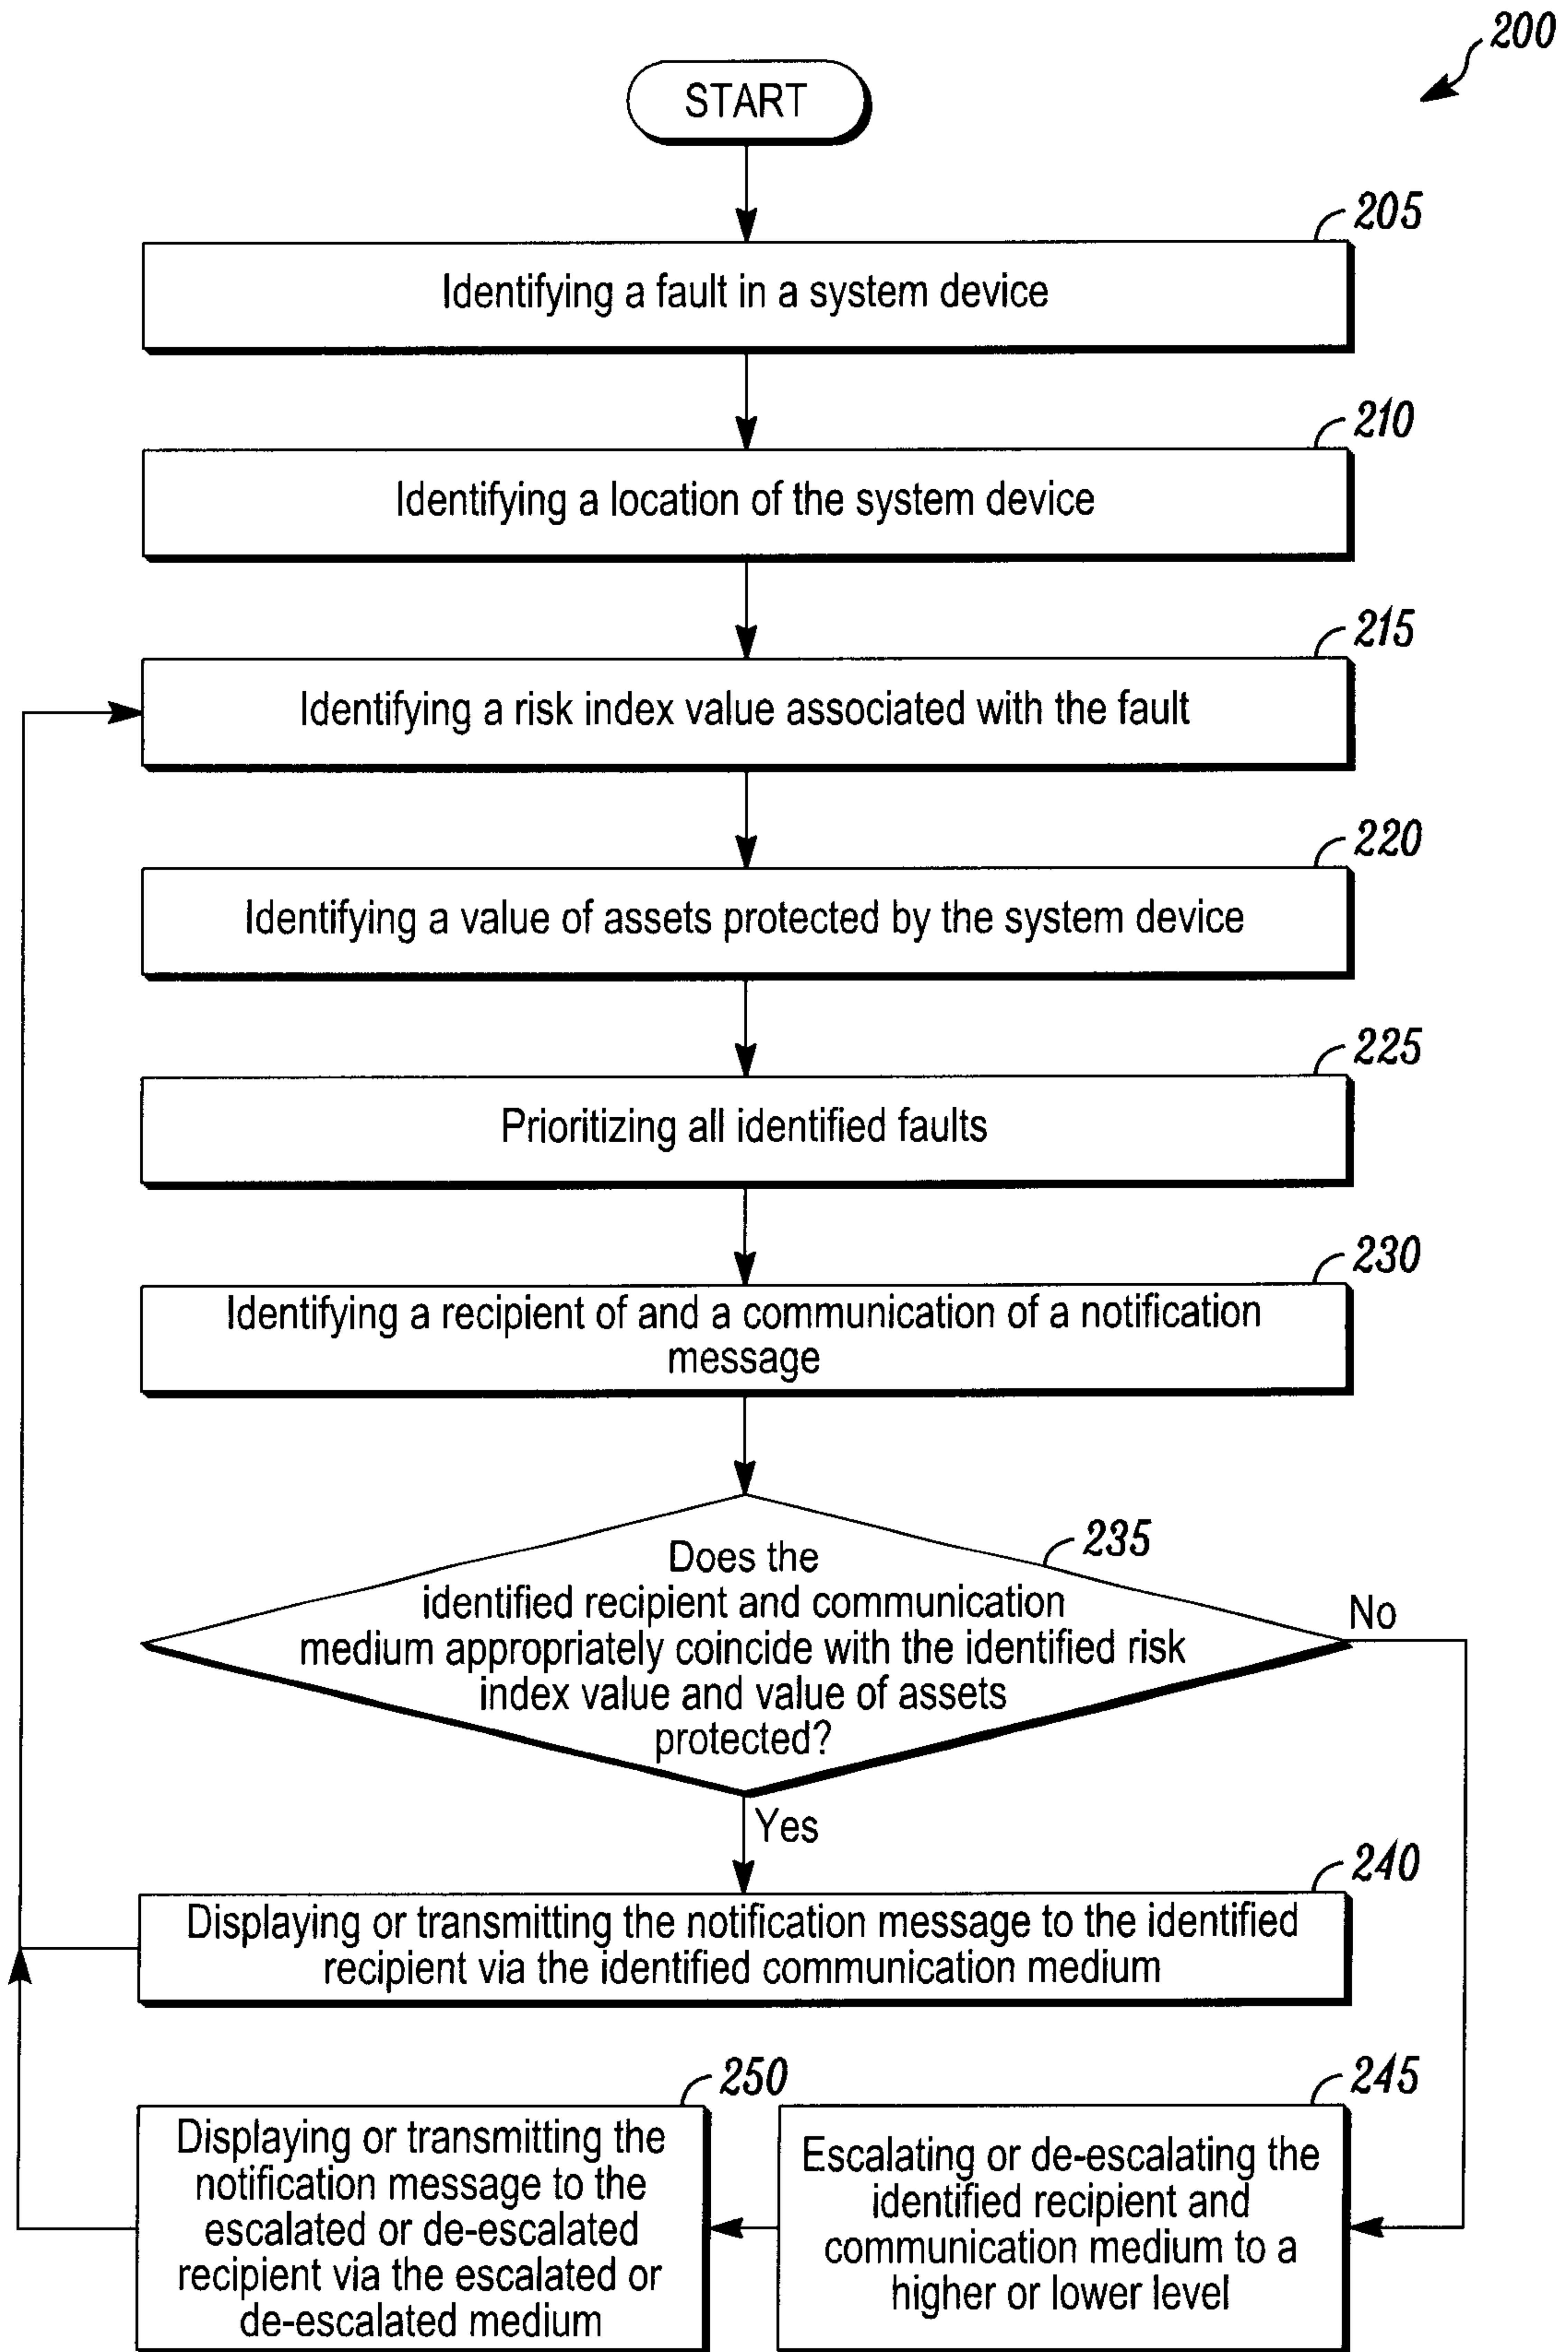 200
START
205
Identifying a fault in a system device
210
Identifying a location of the system device
215
Identifying a risk index value associated with the fault
220
Identifying a value of assets protected by the system device
225
Prioritizing all identified faults
230
Identifying a recipient of and a communication of a notification
message
235
Does the
identified recipient and communication
medium appropriately coincide with the identified risk
index value and value of assets
protected?
No
Yes
240
Displaying or transmitting the notification message to the identified
recipient via the identified communication medium
250
Displaying or transmitting the
notification message to the
escalated or de-escalated
recipient via the escalated or
de-escalated medium
245
Escalating or de-escalating the
identified recipient and
communication medium to a
higher or lower level